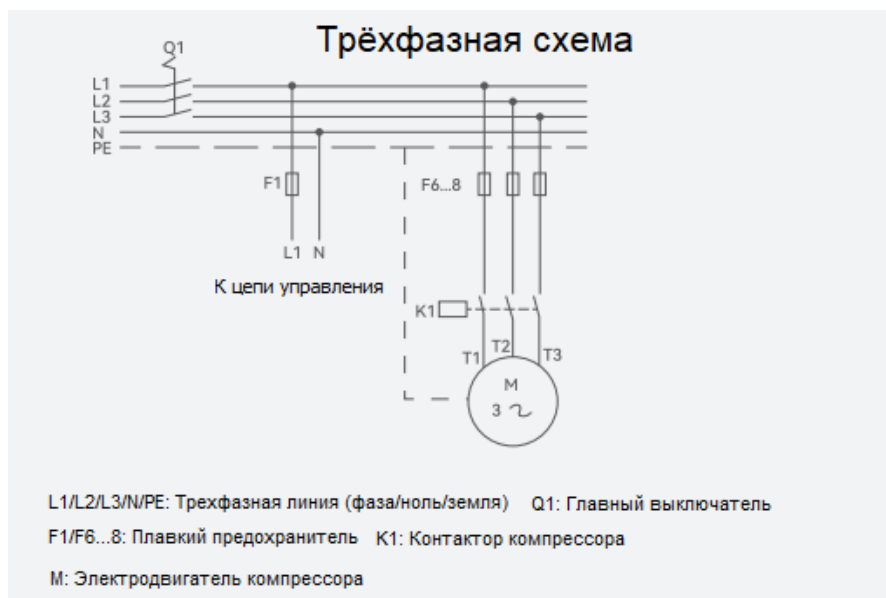 Трёхфазная схема
Q1
L1
L2
L3
N
PE
F1
F6...8
L1 N
К цепи управления
K1
T1 T2 T3
M
3
L1/L2/L3/N/PE: Трехфазная линия (фаза/ноль/земля) Q1: Главный выключатель
F1/F6...8: Плавкий предохранитель K1: Контактор компрессора
M: Электродвигатель компрессора